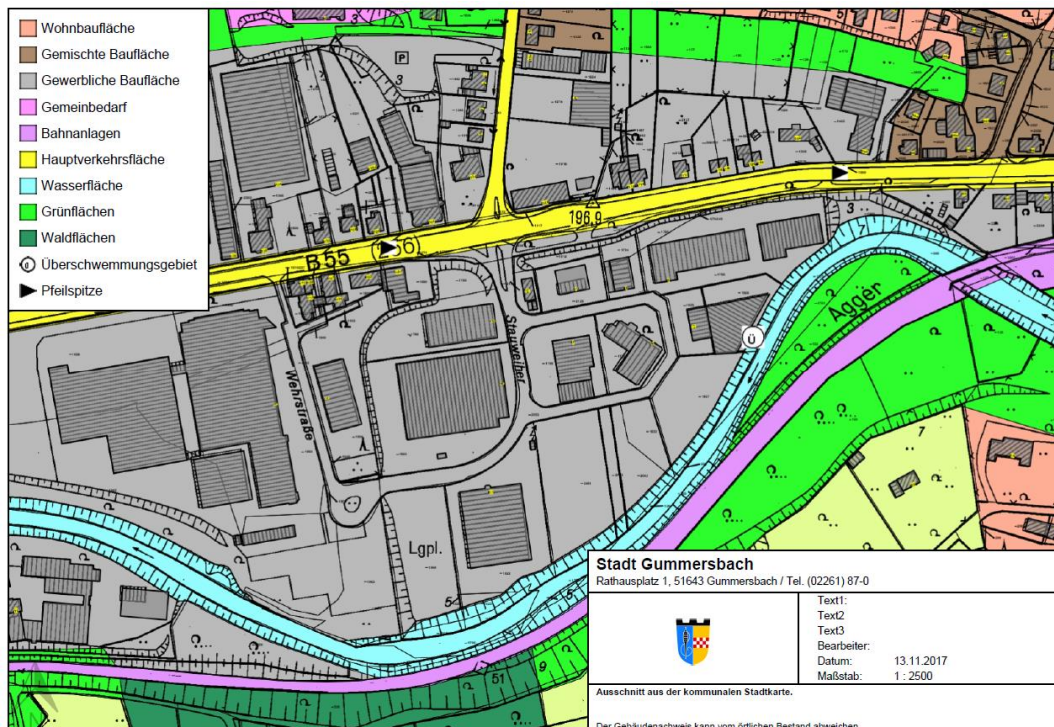 Wohnbaufläche
Gemischte Baufläche
Gewerbliche Baufläche
Gemeinbedarf
Bahnanlagen
Hauptverkehrsfläche
Wasserfläche
Grünflächen
Waldflächen
ü Überschwemmungsgebiet
Pfeilspitze
3
P
196,9
B 55
3
7
Agger
Stauweiher
ü
Wehrstraße
7
Lgpl.
5
5
9
51
Stadt Gummersbach
Rathausplatz 1, 51643 Gummersbach / Tel. (02261) 87-0
Text1:
Text2
Text3
Bearbeiter:
Datum: 13.11.2017
Maßstab: 1 : 2500
Ausschnitt aus der kommunalen Stadtkarte.
Der Gebäudenachweis kann vom örtlichen Bestand abweichen